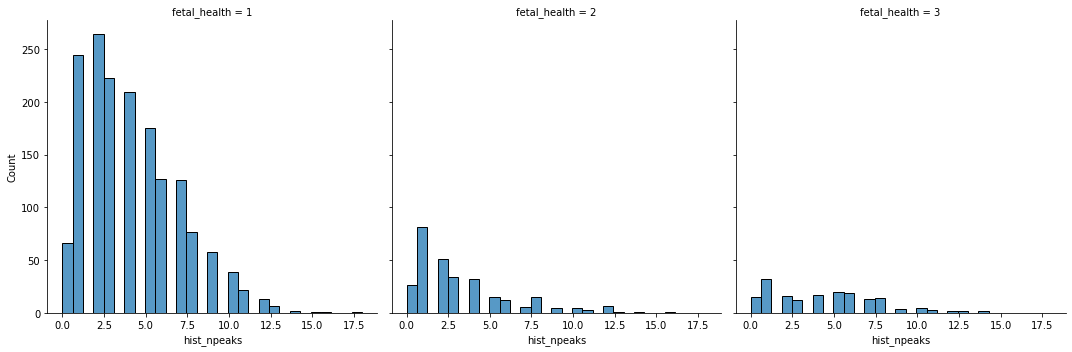 fetal_health = 1
fetal_health = 2
fetal_health = 3
Count
250
200
150
100
50
0
0.0 2.5 5.0 7.5 10.0 12.5 15.0 17.5
0.0 2.5 5.0 7.5 10.0 12.5 15.0 17.5
0.0 2.5 5.0 7.5 10.0 12.5 15.0 17.5
hist_npeaks
hist_npeaks
hist_npeaks